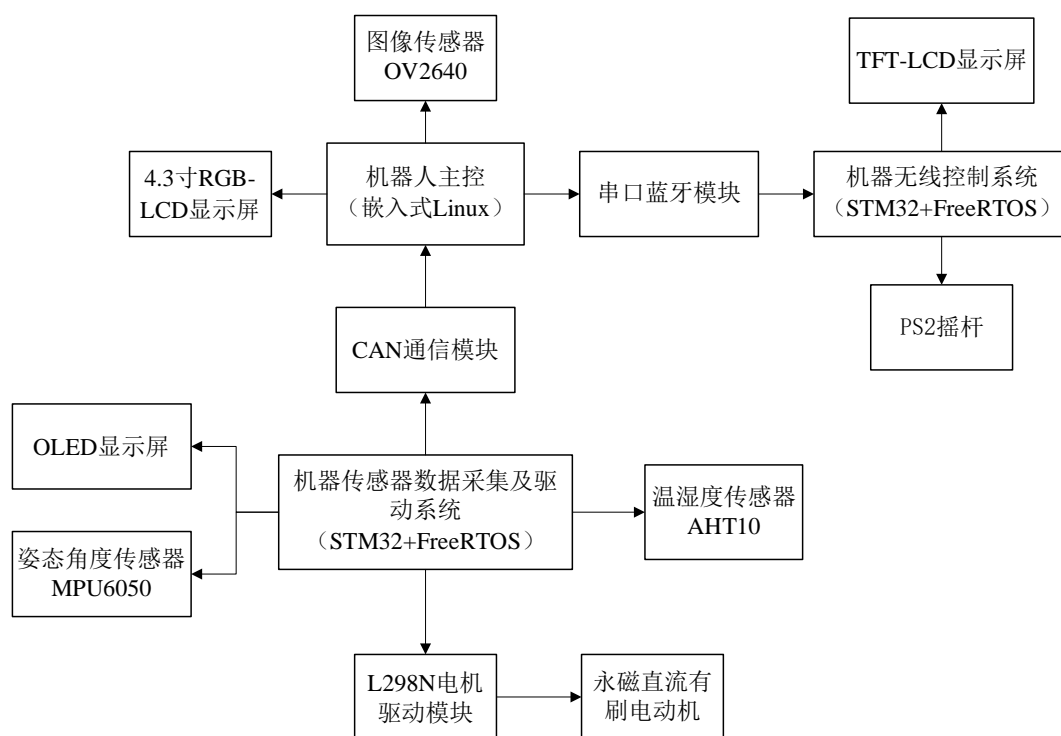 图像传感器
OV2640
TFT-LCD显示屏
4.3寸RGB-
LCD显示屏
机器人主控
（嵌入式Linux）
串口蓝牙模块
机器无线控制系统
（STM32+FreeRTOS）
CAN通信模块
PS2摇杆
OLED显示屏
机器传感器数据采集及驱
动系统
（STM32+FreeRTOS）
温湿度传感器
AHT10
姿态角度传感器
MPU6050
L298N电机
驱动模块
永磁直流有
刷电动机